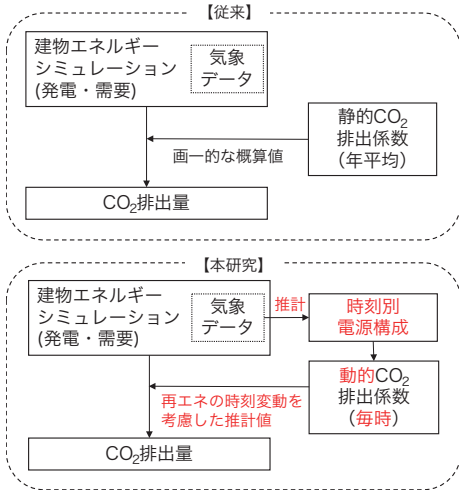 【従来】
建物エネルギー
シミュレーション
(発電・需要)
気象
データ
静的CO₂
排出係数
（年平均）
画一的な概算値
CO₂排出量
【本研究】
建物エネルギー
シミュレーション
(発電・需要)
気象
データ
推計
時刻別
電源構成
動的CO₂
排出係数
（毎時）
再エネの時刻変動を
考慮した推計値
CO₂排出量